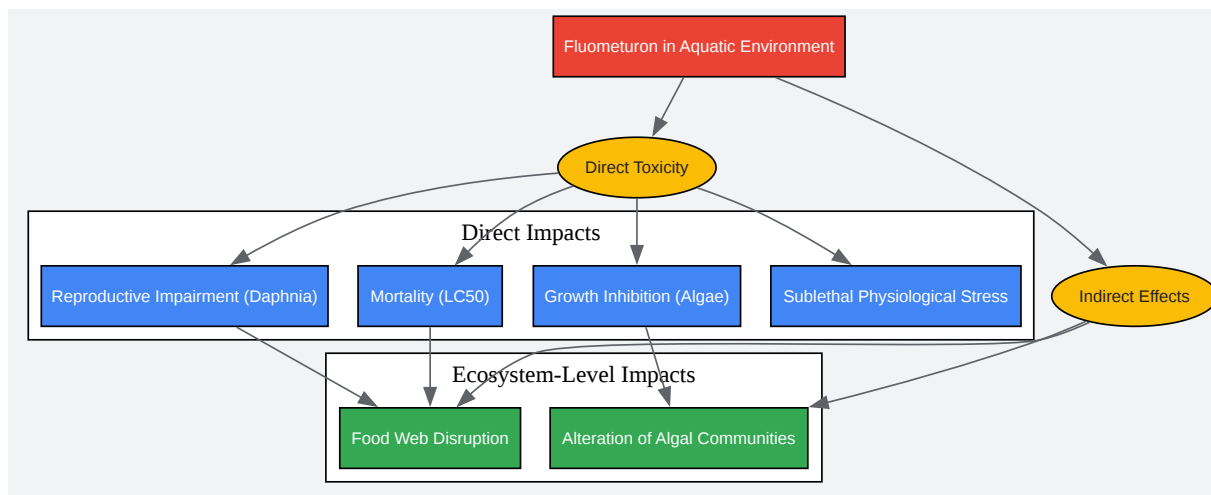 Fluometuron in Aquatic Environment
Direct Toxicity
Direct Impacts
Reproductive Impairment (Daphnia)
Mortality (LC50)
Growth Inhibition (Algae)
Sublethal Physiological Stress
Indirect Effects
Ecosystem-Level Impacts
Food Web Disruption
Alteration of Algal Communities